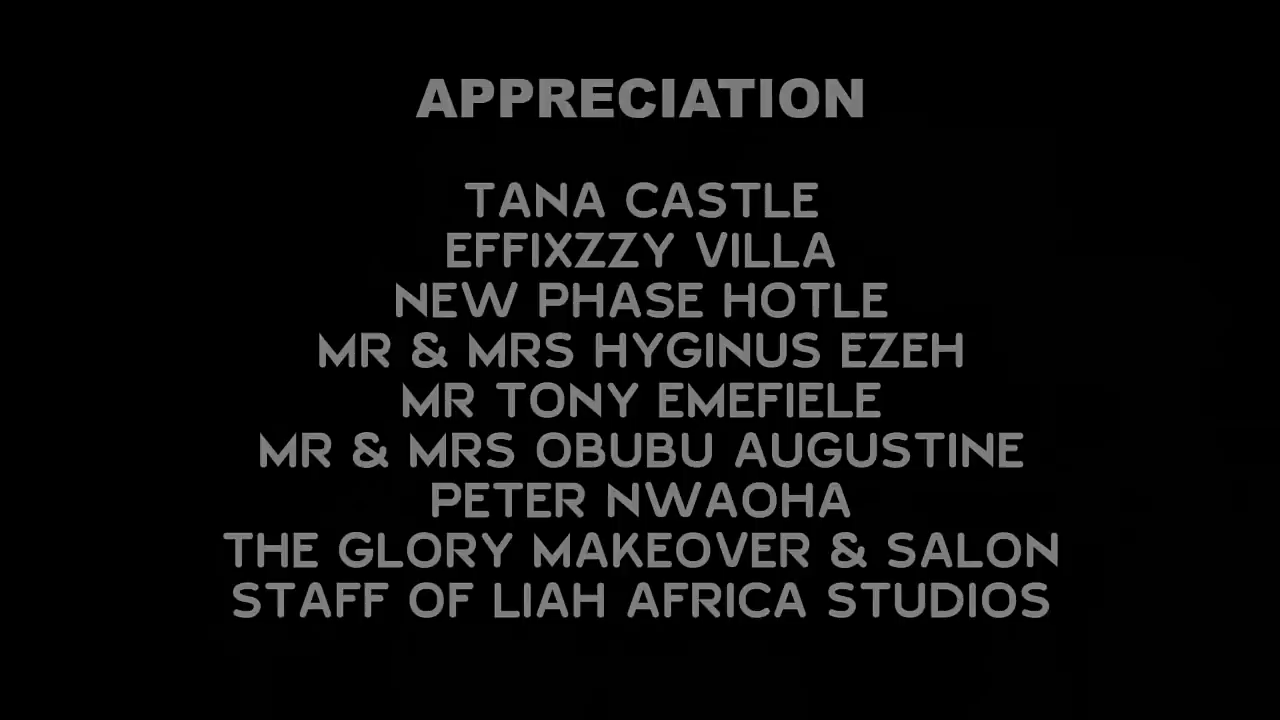 APPRECIATION
TANA CASTLE
EFFIXZZY VILLA
NEW PHASE HOTLE
MR & MRS HYGINUS EZEH
MR TONY EMEFIELE
MR & MRS OBUBU AUGUSTINE
PETER NWAOHA
THE GLORY MAKEOVER & SALON
STAFF OF LIAH AFRICA STUDIOS